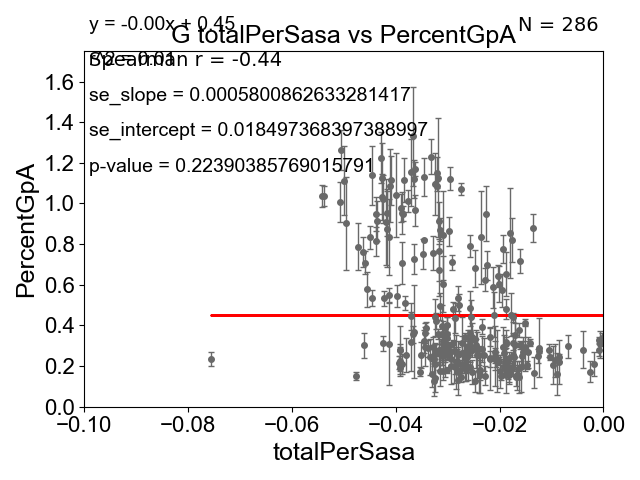 y = -0.00x + 0.45
N = 286
G totalPerSasa vs PercentGpA
Spearman r = -0.44
se_slope = 0.0005800862633281417
se_intercept = 0.018497368397388997
p-value = 0.22390385769015791
PercentGpA
1.6
1.4
1.2
1.0
0.8
0.6
0.4
0.2
0.0
−0.10
−0.08
−0.06
−0.04
−0.02
0.00
totalPerSasa